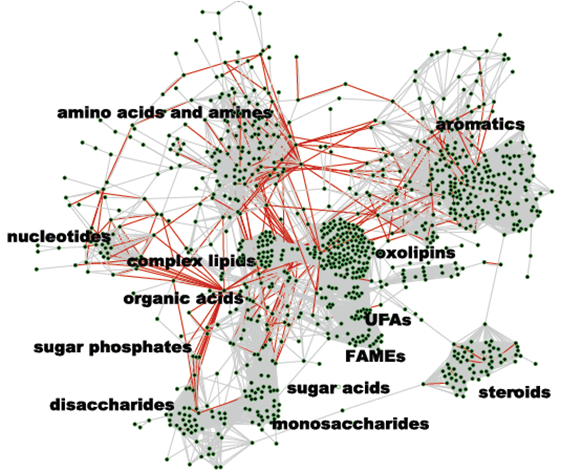 amino acids and amines
aromatics
nucleotides
complex lipids
exolipins
organic acids
UFAs
sugar phosphates
FAMEs
sugar acids
steroids
disaccharides
monosaccharides